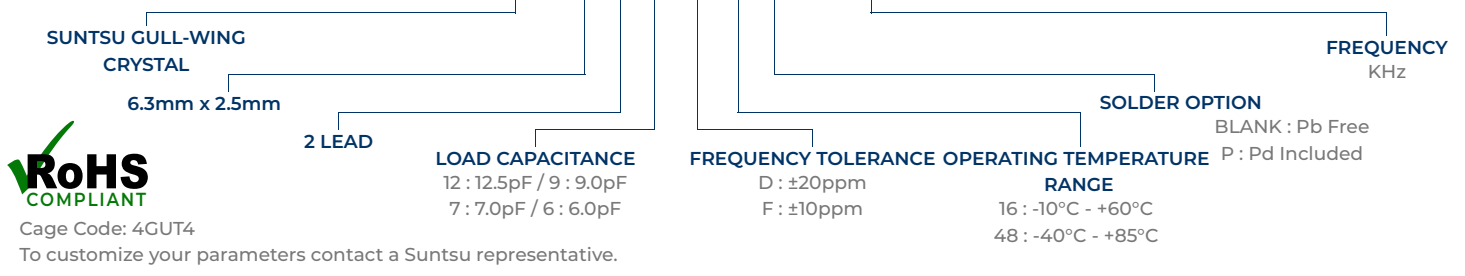 SUNTSU GULL-WING
CRYSTAL
6.3mm x 2.5mm
2 LEAD
LOAD CAPACITANCE
12 : 12.5pF / 9 : 9.0pF
7 : 7.0pF / 6 : 6.0pF
FREQUENCY TOLERANCE
D : ±20ppm
F : ±10ppm
OPERATING TEMPERATURE
RANGE
16 : -10°C - +60°C
48 : -40°C - +85°C
SOLDER OPTION
BLANK : Pb Free
P : Pd Included
FREQUENCY
KHz
RoHS
COMPLIANT
Cage Code: 4GUT4
To customize your parameters contact a Suntsu representative.